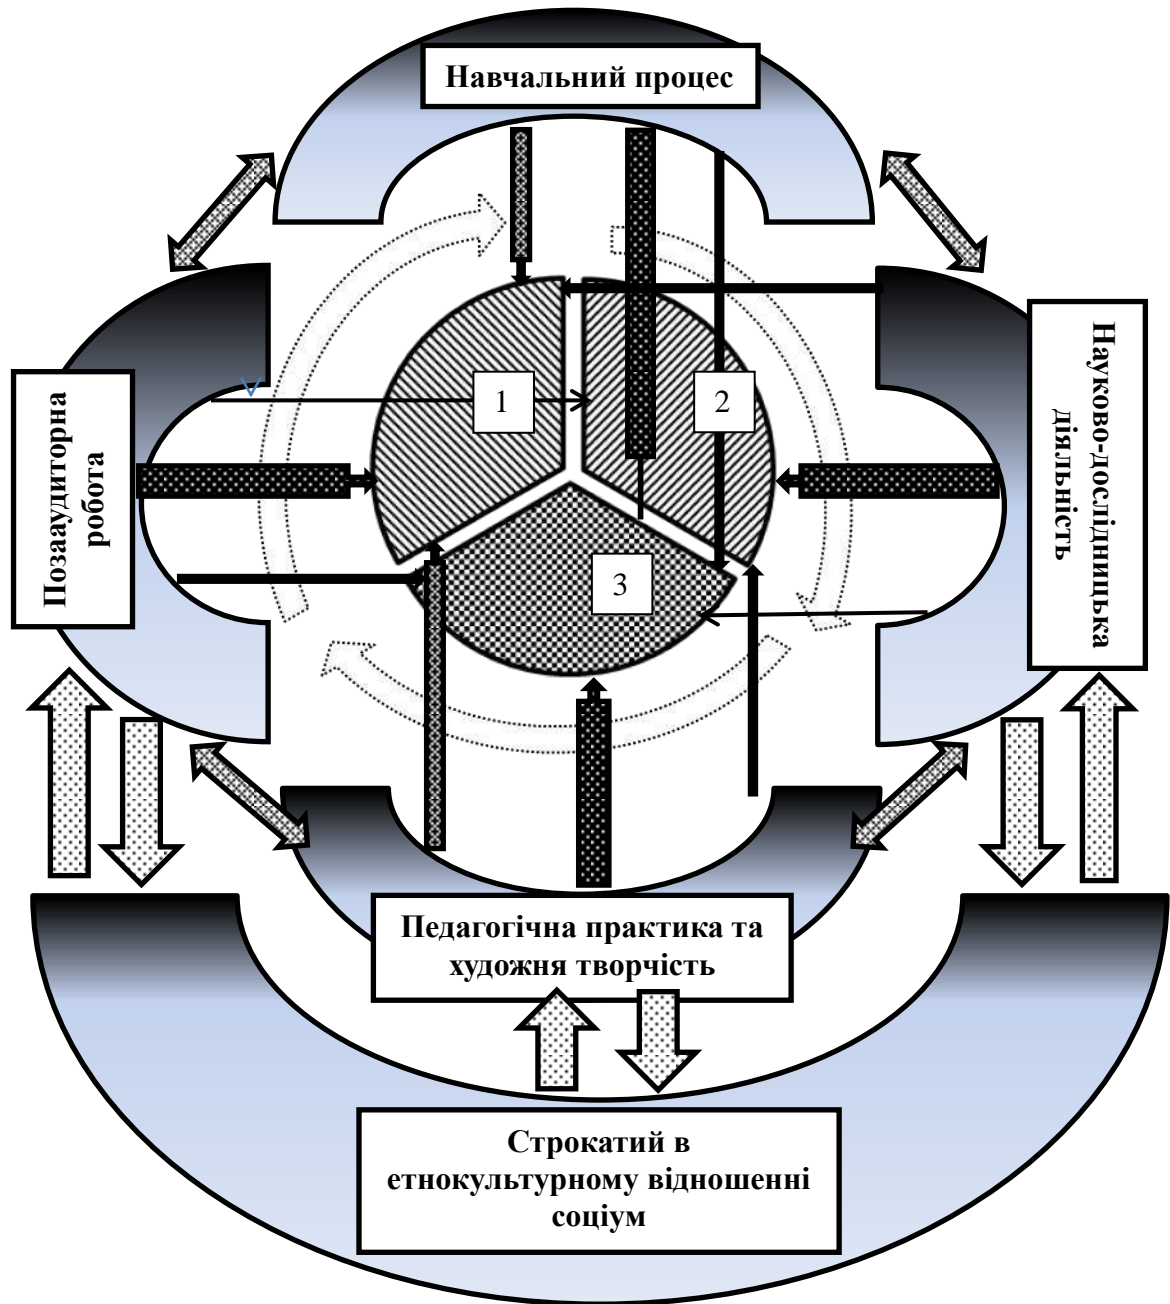 Навчальний процес
Позааудиторна
робота
1
2
3
Науково-дослідницька
діяльність
Педагогічна практика та
художня творчість
Строкатий в
етнокультурному відношенні
соціум